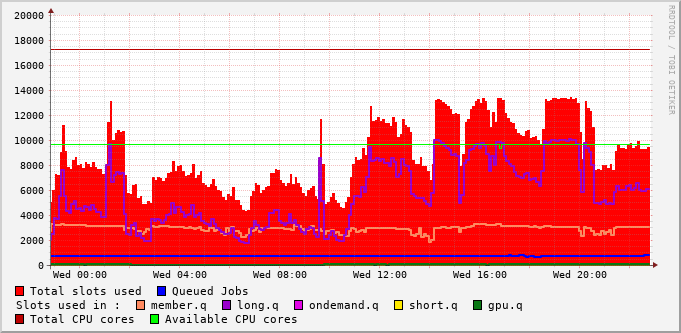 20000
18000
16000
14000
12000
10000
8000
6000
4000
2000
0
Wed 00:00 Wed 04:00 Wed 08:00 Wed 12:00 Wed 16:00 Wed 20:00
RRDTOOL / TOBI OETIKER
Total slots used Queued Jobs
Slots used in : member.q long.q ondemand.q short.q gpu.q
Total CPU cores Available CPU cores